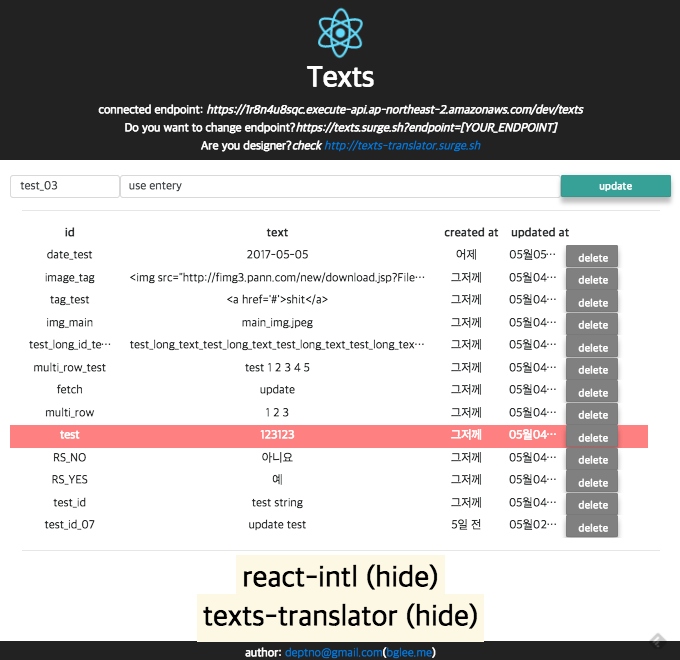 Texts
connected endpoint: https://1r8n4u8sqc.execute-api.ap-northeast-2.amazonaws.com/dev/texts
Do you want to change endpoint?https://texts.surge.sh?endpoint=[YOUR_ENDPOINT]
Are you designer?check http://texts-translator.surge.sh
test_03 use entery update
id text created at updated at
date_test 2017-05-05 어제 05월05… delete
image_tag <img src="http://fimg3.pann.com/new/download.jsp?File… 그저께 05월04… delete
tag_test <a href='#'>shit</a> 그저께 05월04… delete
img_main main_img.jpeg 그저께 05월04… delete
test_long_id_te… test_long_text_test_long_text_test_long_text_test_long_tex… 그저께 05월04… delete
multi_row_test test 1 2 3 4 5 그저께 05월04… delete
fetch update 그저께 05월04… delete
multi_row 1 2 3 그저께 05월04… delete
test 123123 그저께 05월04… delete
RS_NO 아니요 그저께 05월04… delete
RS_YES 예 그저께 05월04… delete
test_id test string 그저께 05월04… delete
test_id_07 update test 5일 전 05월02… delete
react-intl (hide)
texts-translator (hide)
author: deptno@gmail.com(bglee.me)